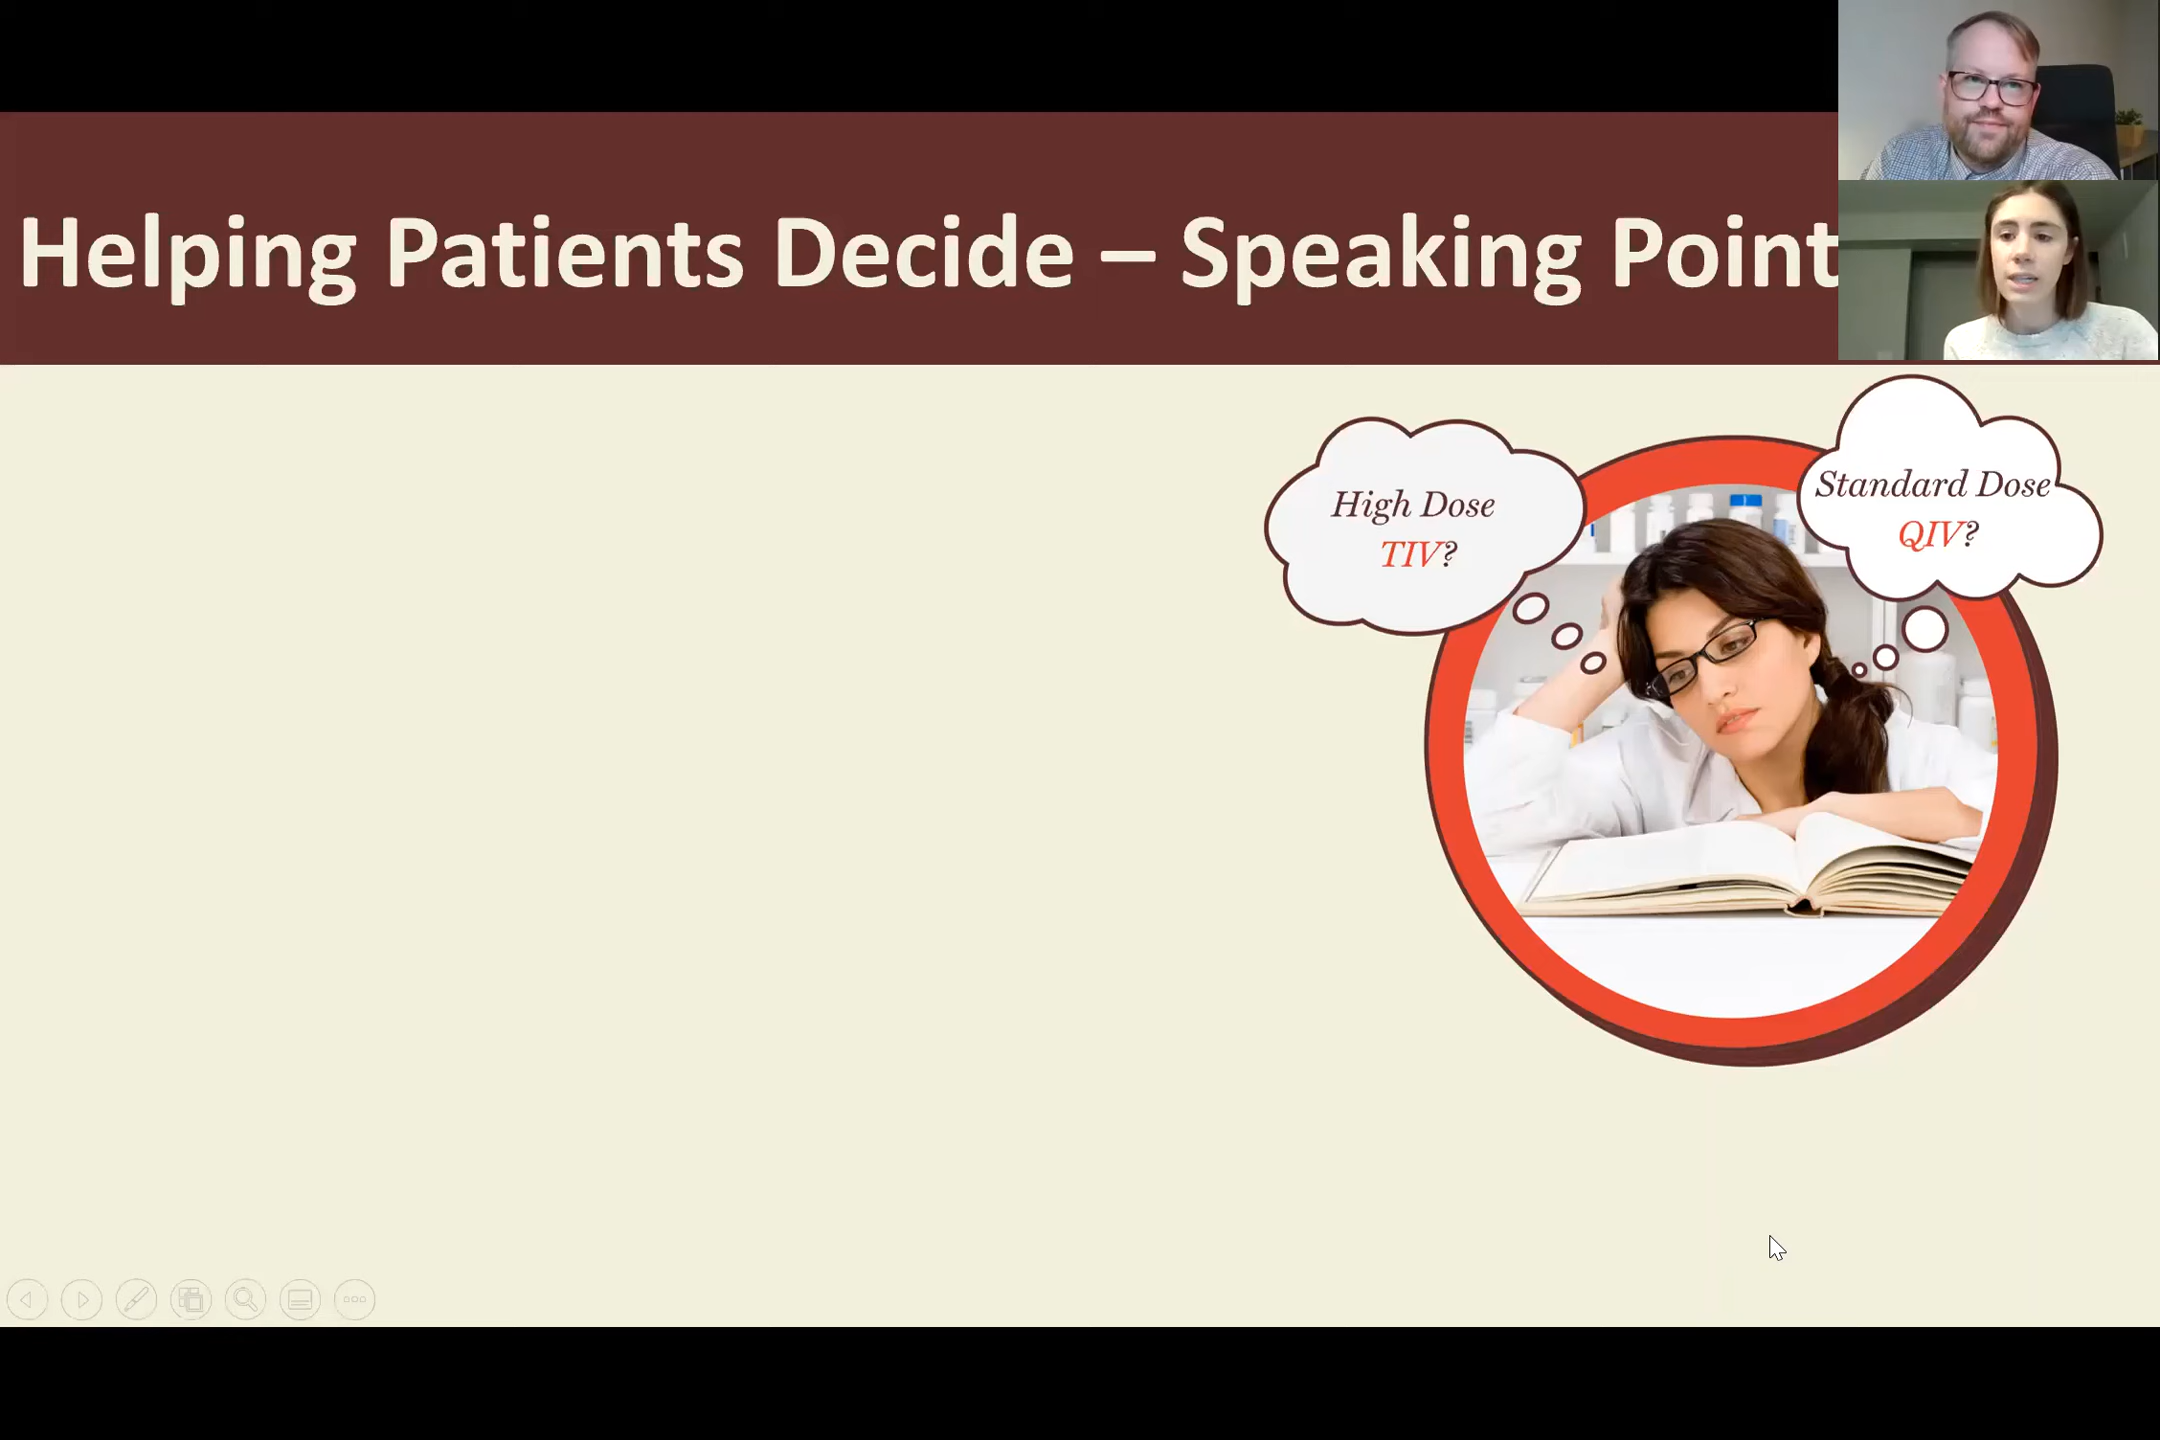 Helping Patients Decide – Speaking Point
High Dose
TIV?
Standard Dose
QIV?